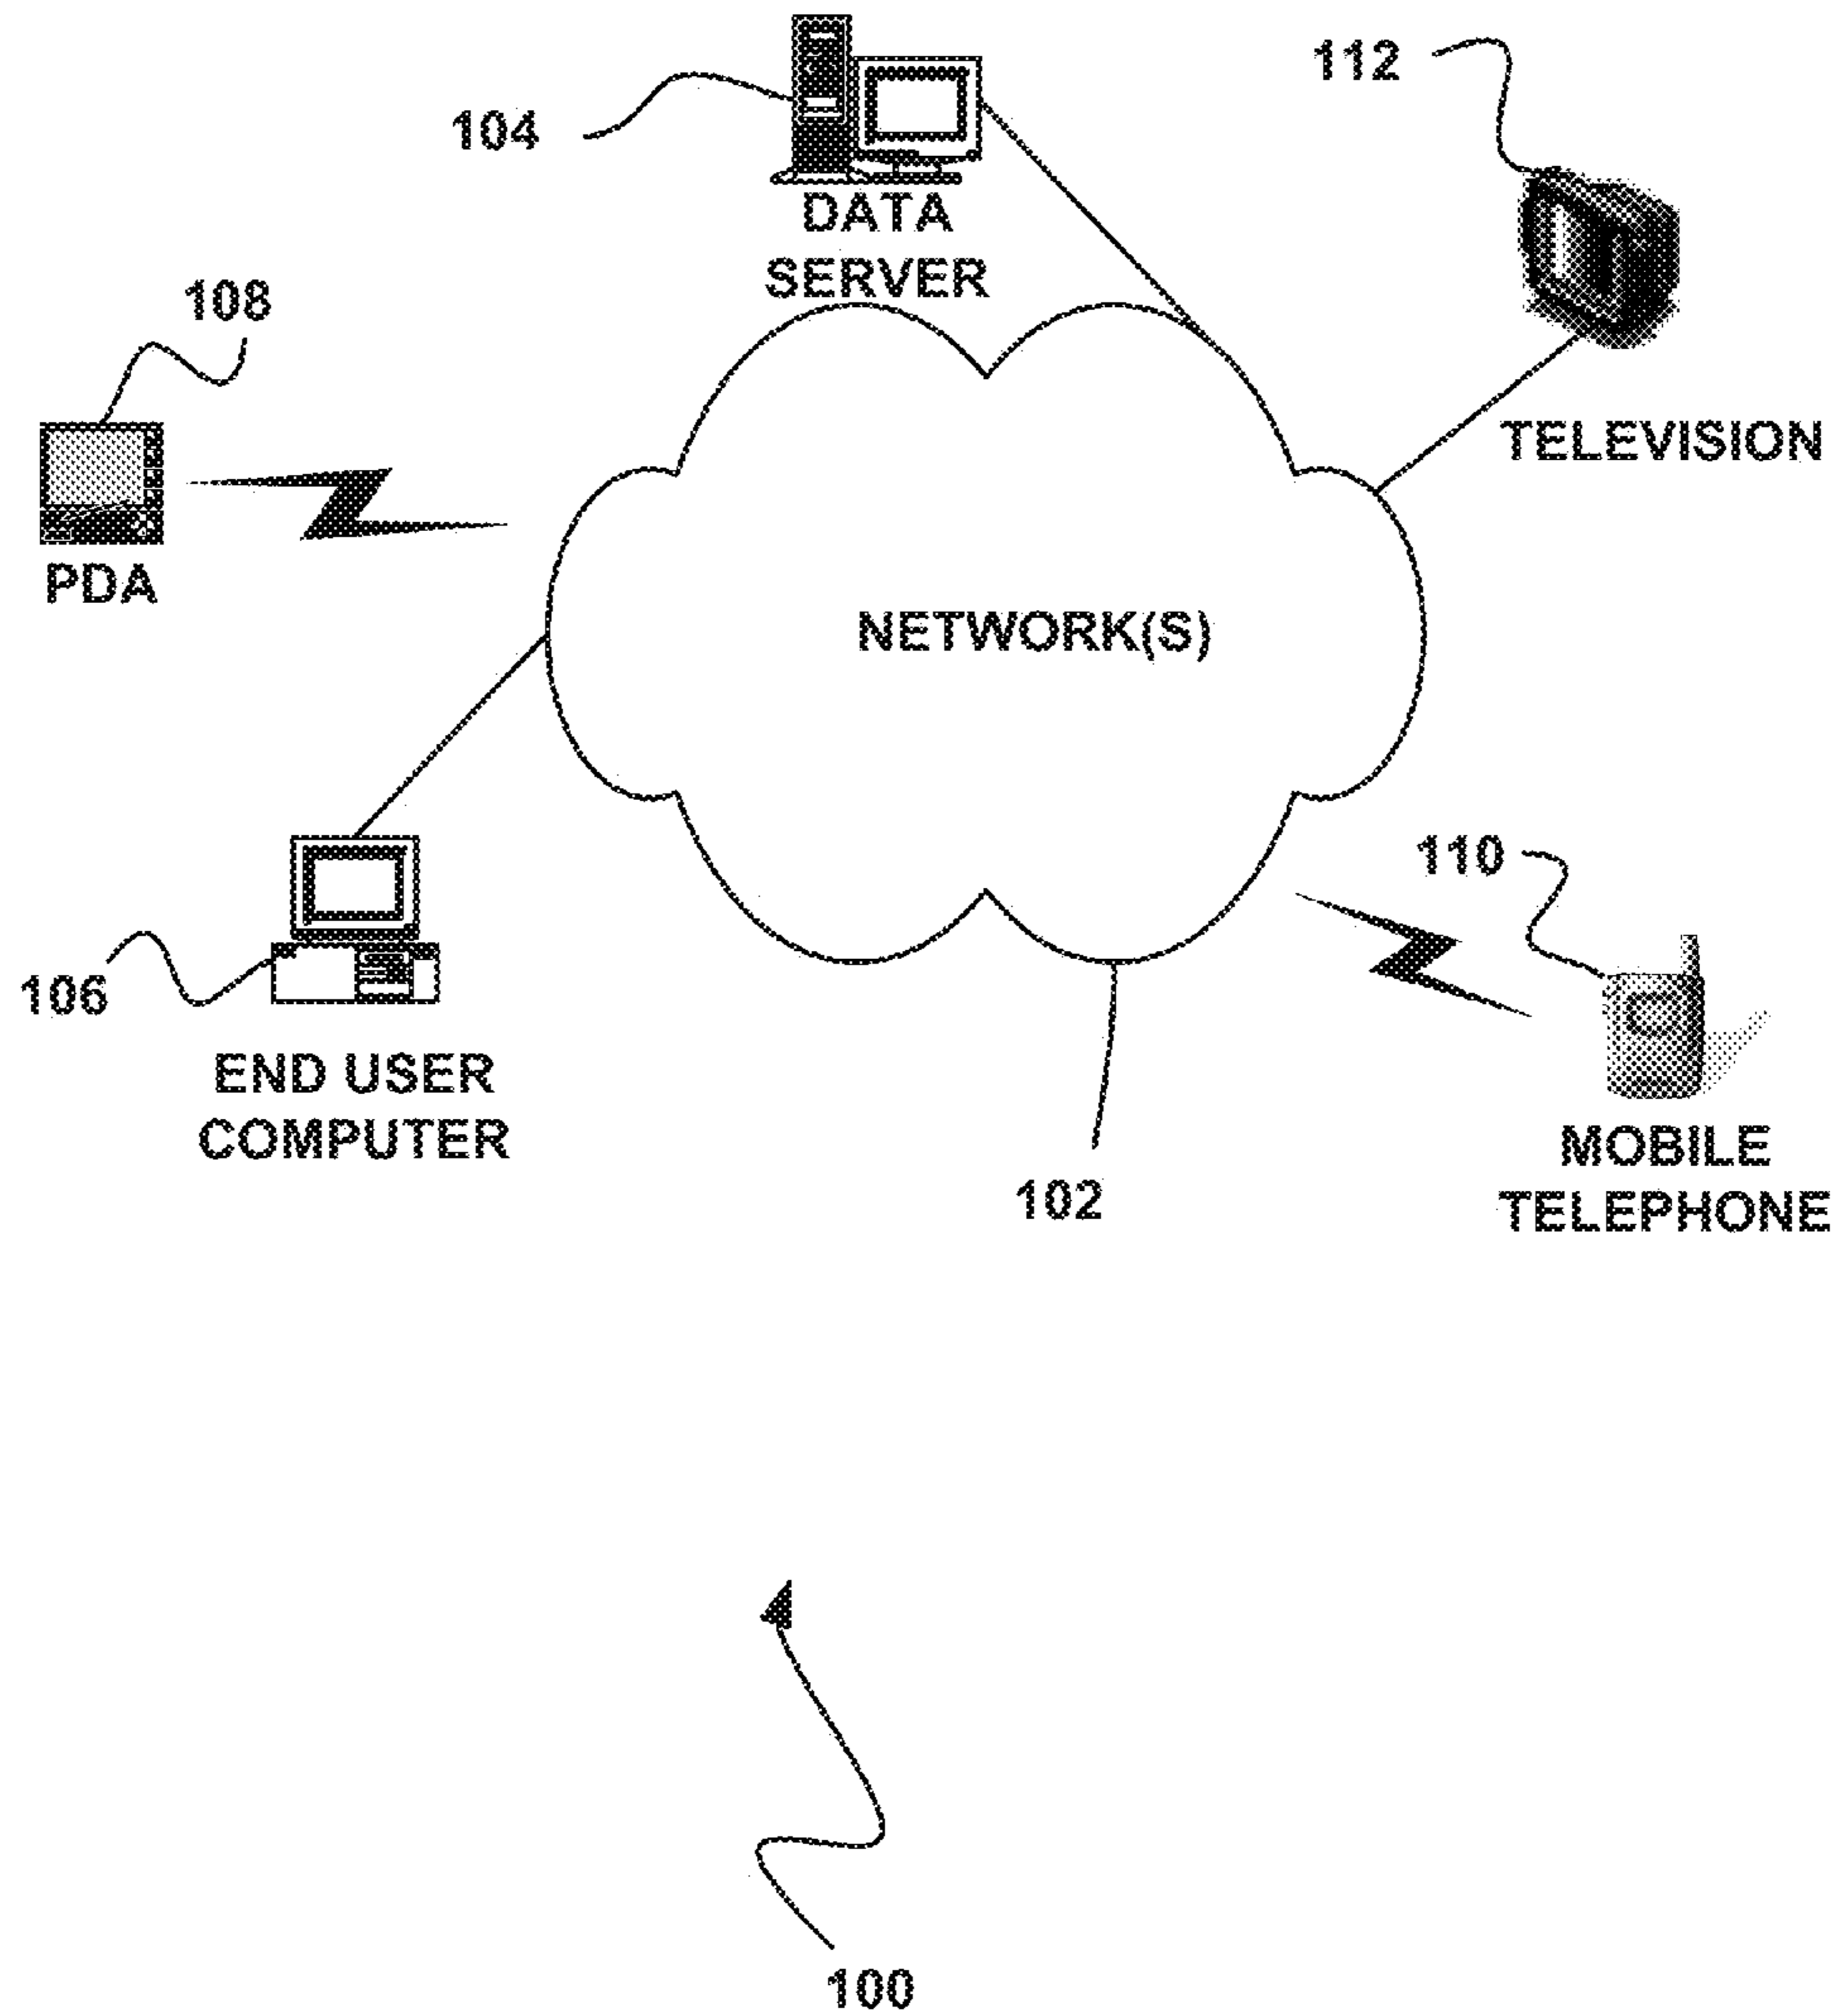 112
104
DATA
SERVER
108
TELEVISION
PDA
NETWORK(S)
110
106
END USER
COMPUTER
MOBILE
TELEPHONE
102
100